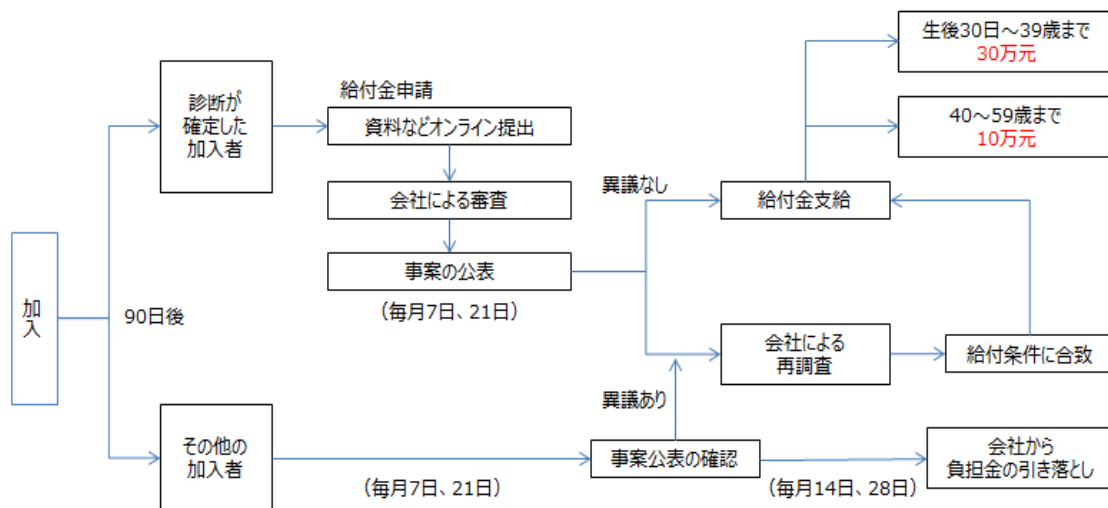 生後30日～39歳まで
30万元
診断が
確定した
加入者
給付金申請
資料などオンライン提出
40～59歳まで
10万元
会社による審査
異議なし
給付金支給
事案の公表
（毎月7日、21日）
加
入
90日後
会社による
再調査
給付条件に合致
異議あり
その他の
加入者
事案公表の確認
会社から
負担金の引き落とし
（毎月7日、21日）
（毎月14日、28日）